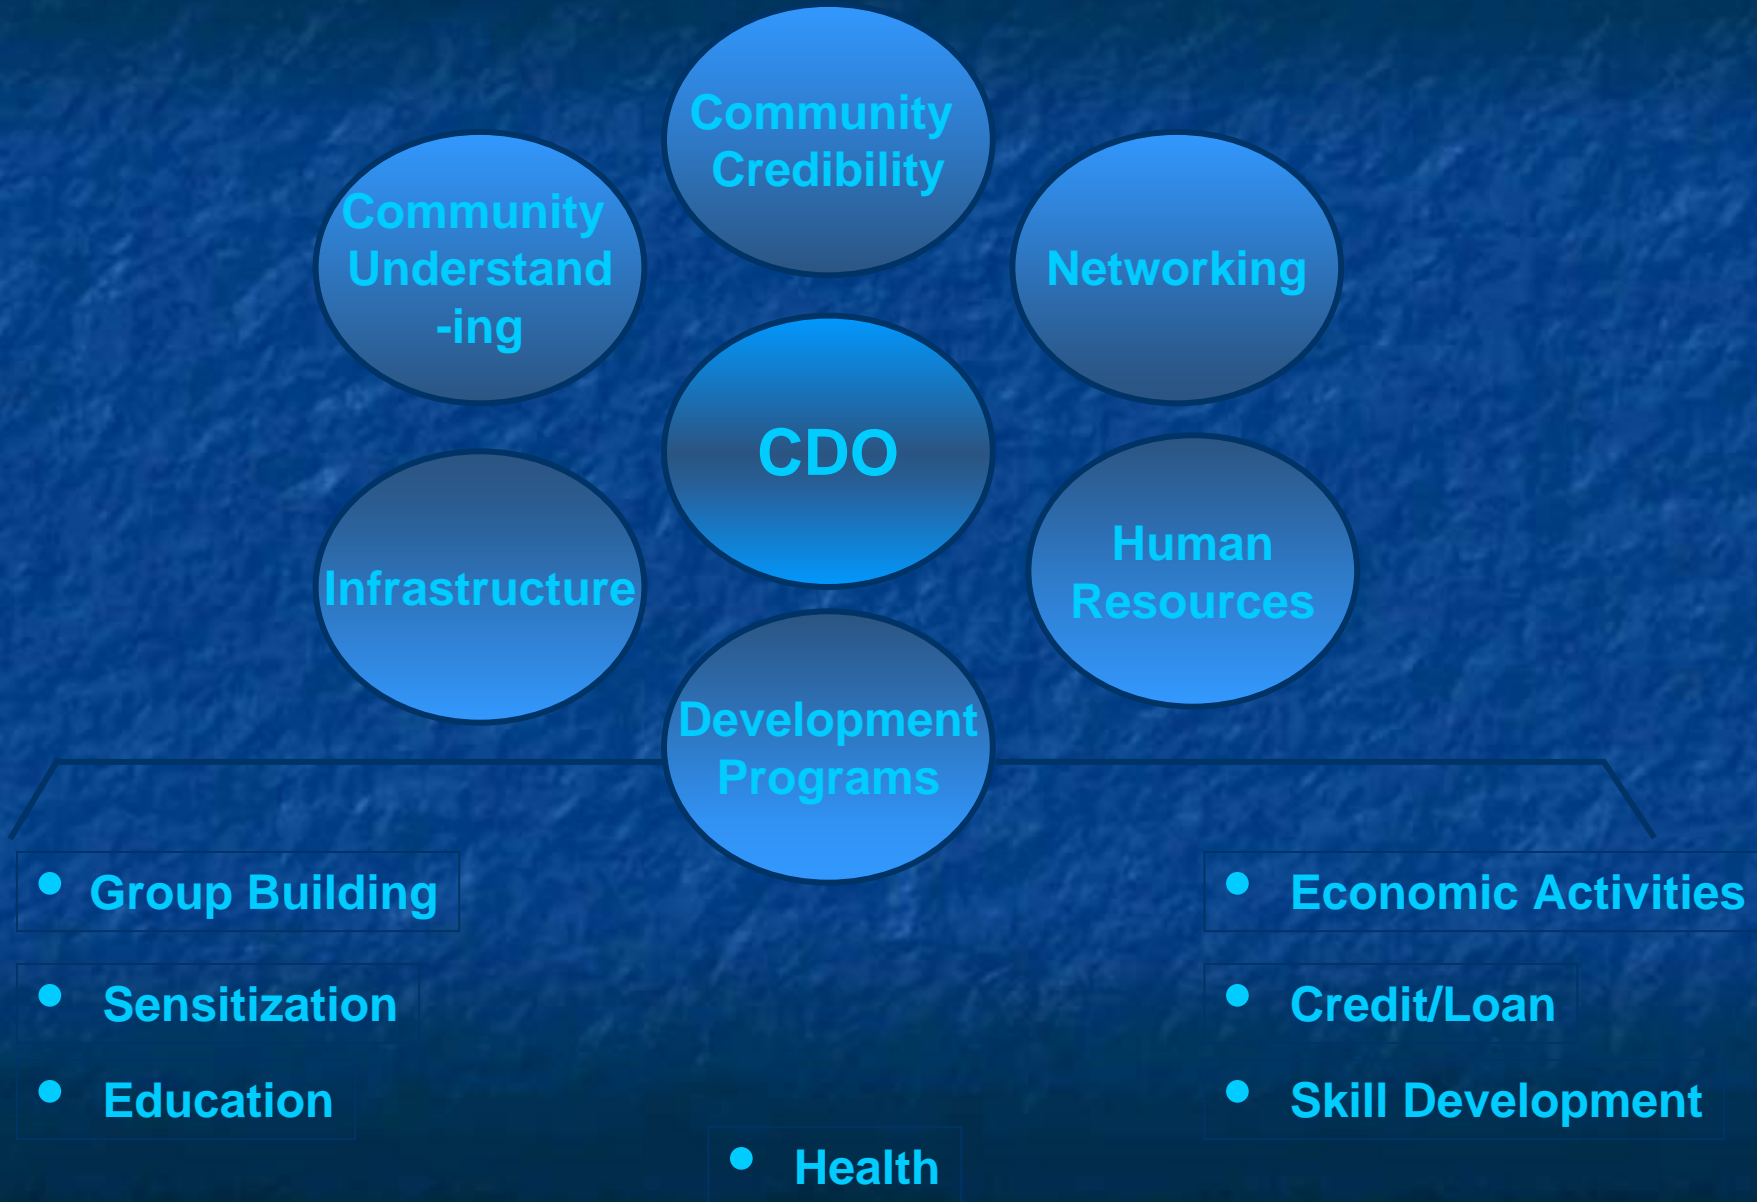 Community
Credibility
Community
Understand
-ing
Networking
CDO
Infrastructure
Human
Resources
Development
Programs
• Group Building
• Sensitization
• Education
• Economic Activities
• Credit/Loan
• Skill Development
• Health